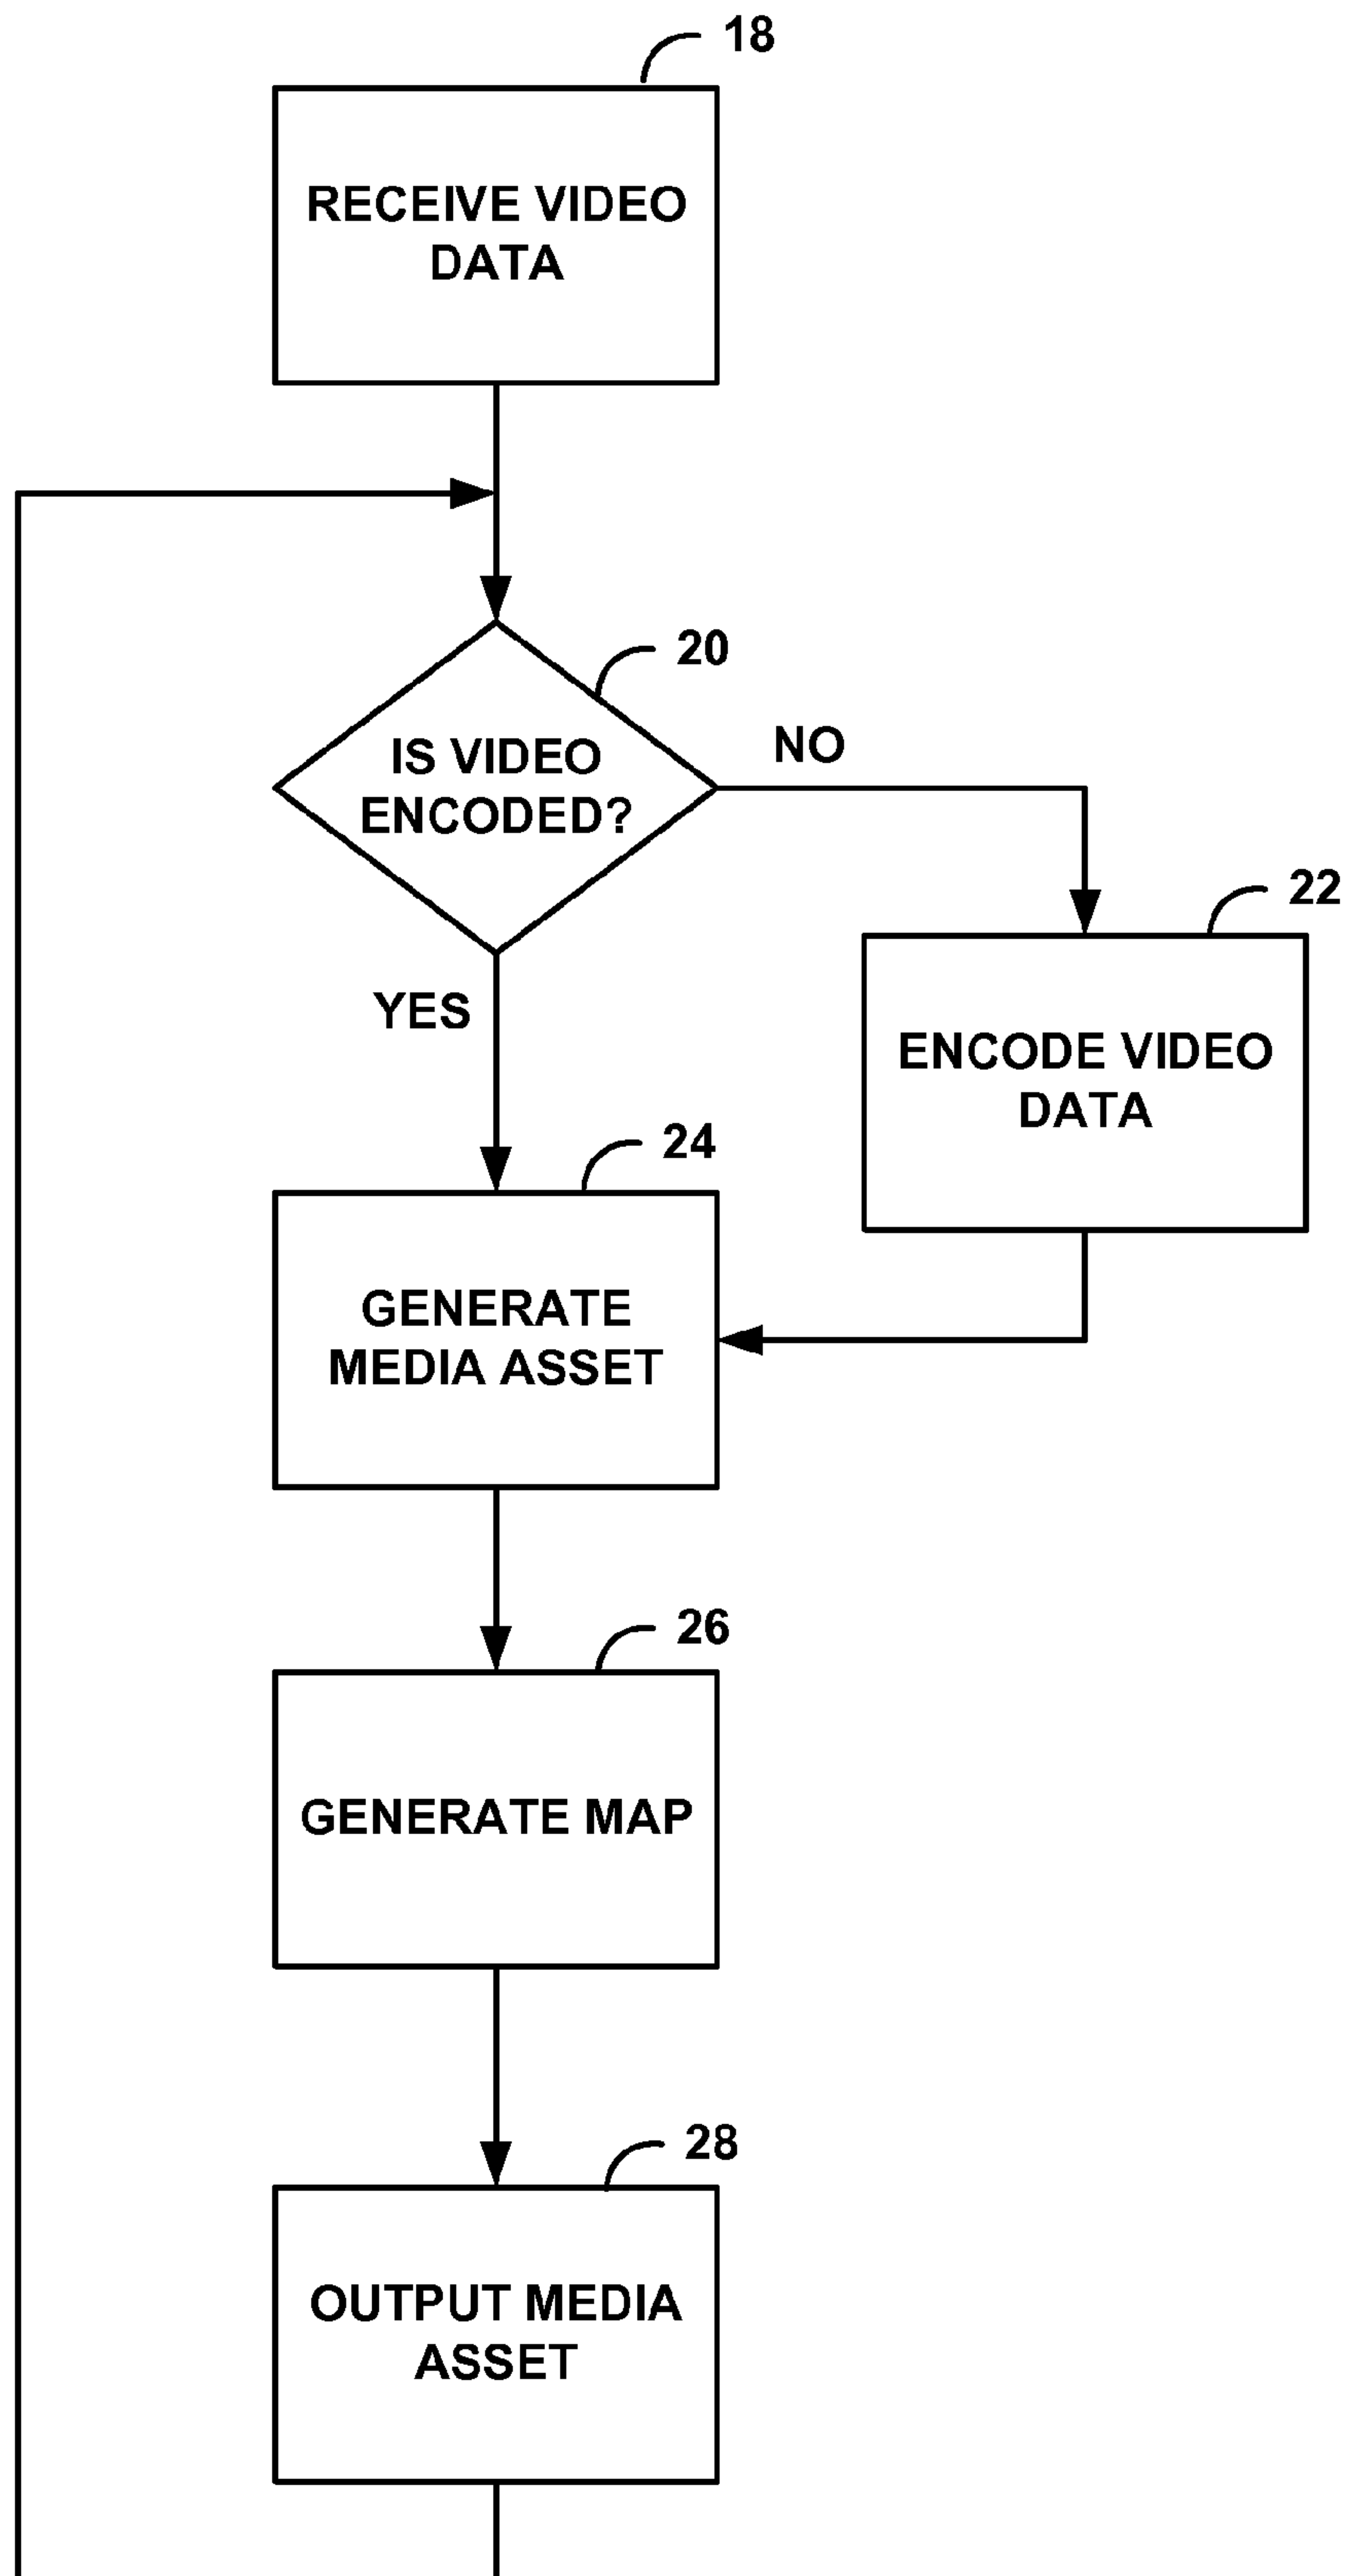 18
RECEIVE VIDEO
DATA
20
IS VIDEO
ENCODED?
NO
YES
22
ENCODE VIDEO
DATA
24
GENERATE
MEDIA ASSET
26
GENERATE MAP
28
OUTPUT MEDIA
ASSET